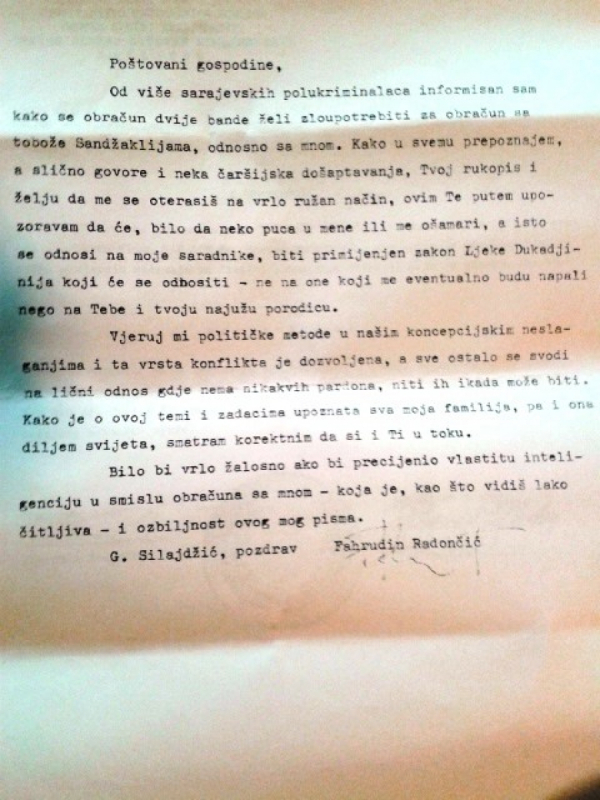 Poštovani gospodine,
Od više sarajevskih polukriminalaca informisan sam
kako se obračun dvije bande želi zloupotrebiti za obračun sa
tobože Sandžaklijama, odnosno sa mnom. Kako u svemu prepoznajem,
a slično govore i neka čaršijska došaptavanja, Tvoj rukopis i
želju da me se oterasiš na vrlo ružan način, ovim Te putem upo-
zoravam da će, bilo da neko puca u mene ili me ošamari, a isto
se odnosi na moje saradnike, biti primijenjen zakon Ljeke Dukadji-
nija koji će se odbositi - ne na one koji me eventualno budu napali
nego na Tebe i tvoju najužu porodicu.
Vjeruj mi političke metode u našim koncepcijskim nesla-
ganjima i ta vrsta konflikta je dozvoljena, a sve ostalo se svodi
na lični odnos gdje nema nikakvih pardona, niti ih ikada može biti.
Kako je o ovoj temi i zadacima upoznata sva moja familija, pa i ona
diljem svijeta, smatram korektnim da si i Ti u toku.
Bilo bi vrlo žalosno ako bi precijenio vlastitu inteli-
genciju u smislu obračuna sa mnom - koja je, kao što vidiš lako
čitljiva - i ozbiljnost ovog mog pisma.
G. Silajdžić, pozdrav Fahrudin Radončić